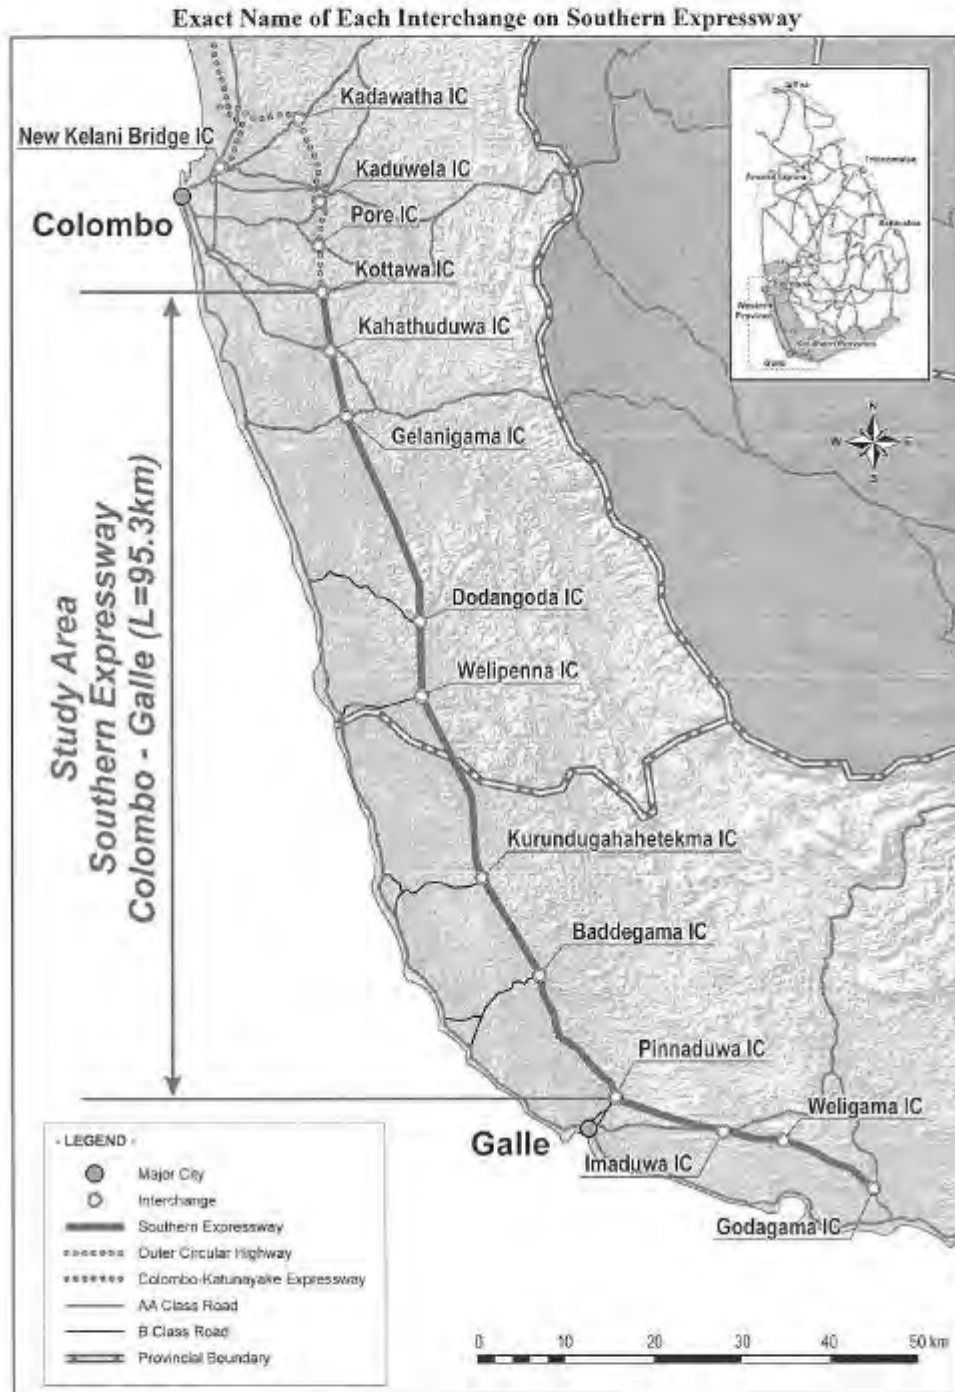 Exact Name of Each Interchange on Southern Expressway
Kadawatha IC
New Kelani Bridge IC
Kaduwela IC
Colombo
Pore IC
Kottawa IC
Kahathuduwa IC
Gelanigama IC
Study Area
Southern Expressway
Colombo - Galle (L=95.3km)
Dodangoda IC
Welipenna IC
Kurundugahahetekma IC
Baddegama IC
Pinnaduwa IC
Weligama IC
Galle
Imaduwa IC
Godagama IC
N
W
E
S
Western
Province
Galle
- LEGEND -
Major City
Interchange
Southern Expressway
Outer Circular Highway
Colombo-Katunayake Expressway
AA Class Road
B Class Road
Provincial Boundary
0 10 20 30 40 50 km